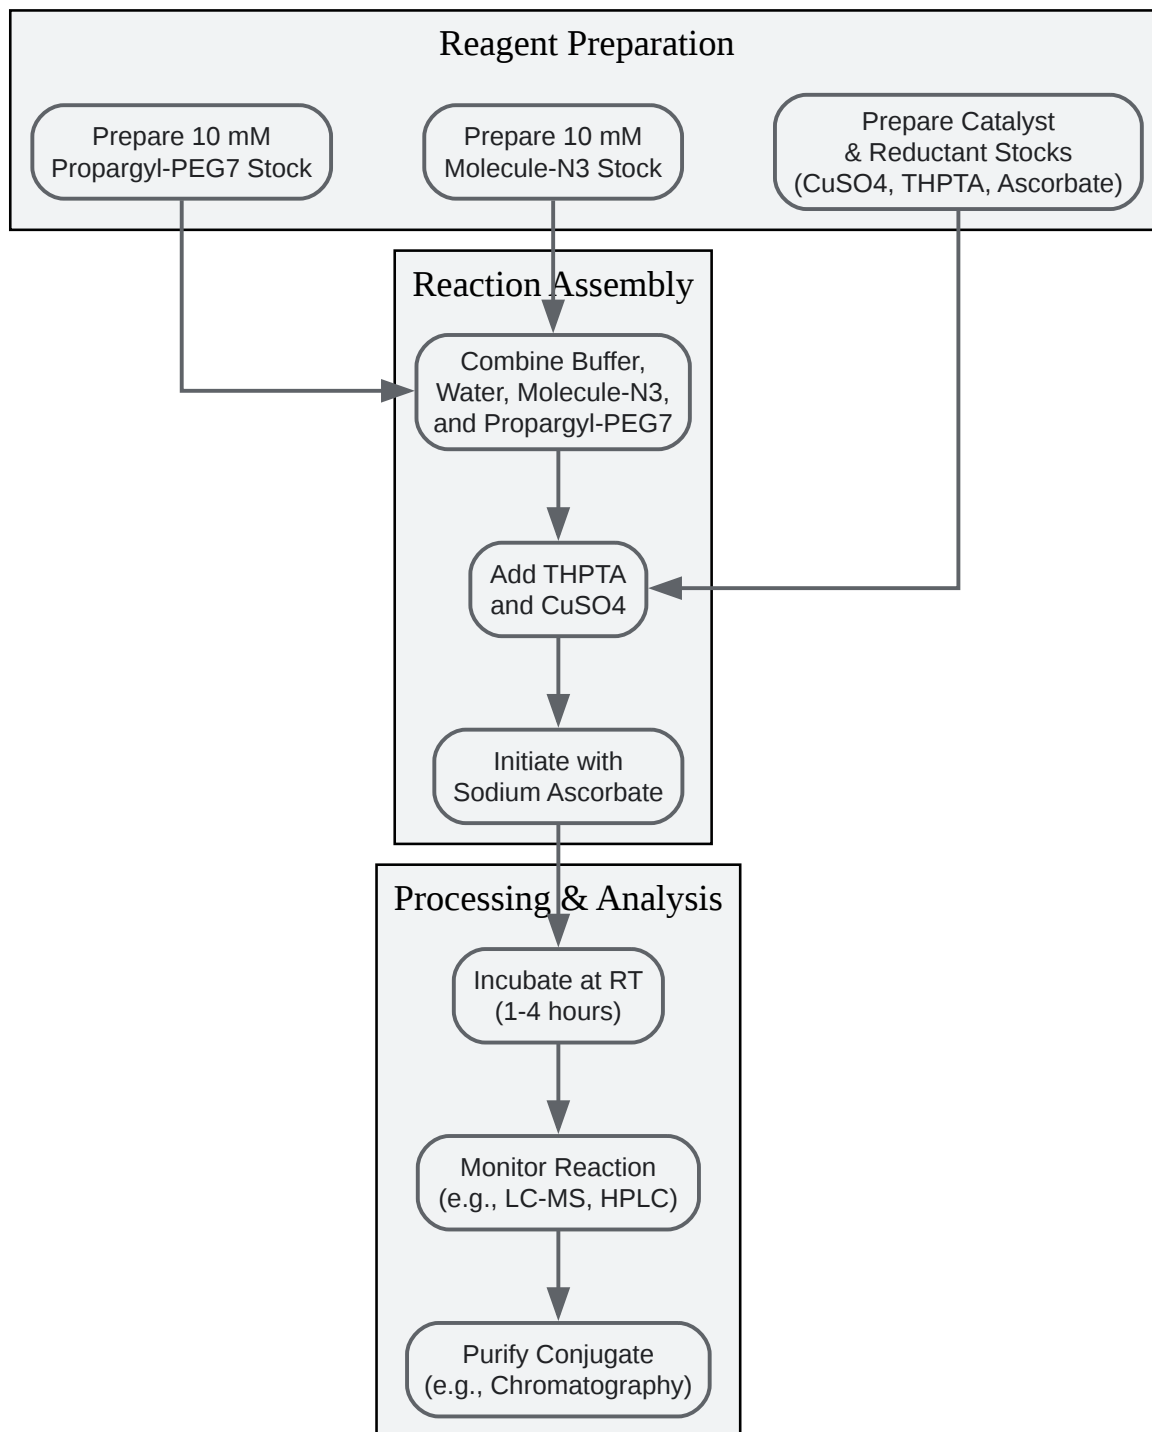 Reagent Preparation
Prepare 10 mM
Propargyl-PEG7 Stock
Prepare 10 mM
Molecule-N3 Stock
Prepare Catalyst
& Reductant Stocks
(CuSO4, THPTA, Ascorbate)
Reaction Assembly
Combine Buffer,
Water, Molecule-N3,
and Propargyl-PEG7
Add THPTA
and CuSO4
Initiate with
Sodium Ascorbate
Processing & Analysis
Incubate at RT
(1-4 hours)
Monitor Reaction
(e.g., LC-MS, HPLC)
Purify Conjugate
(e.g., Chromatography)